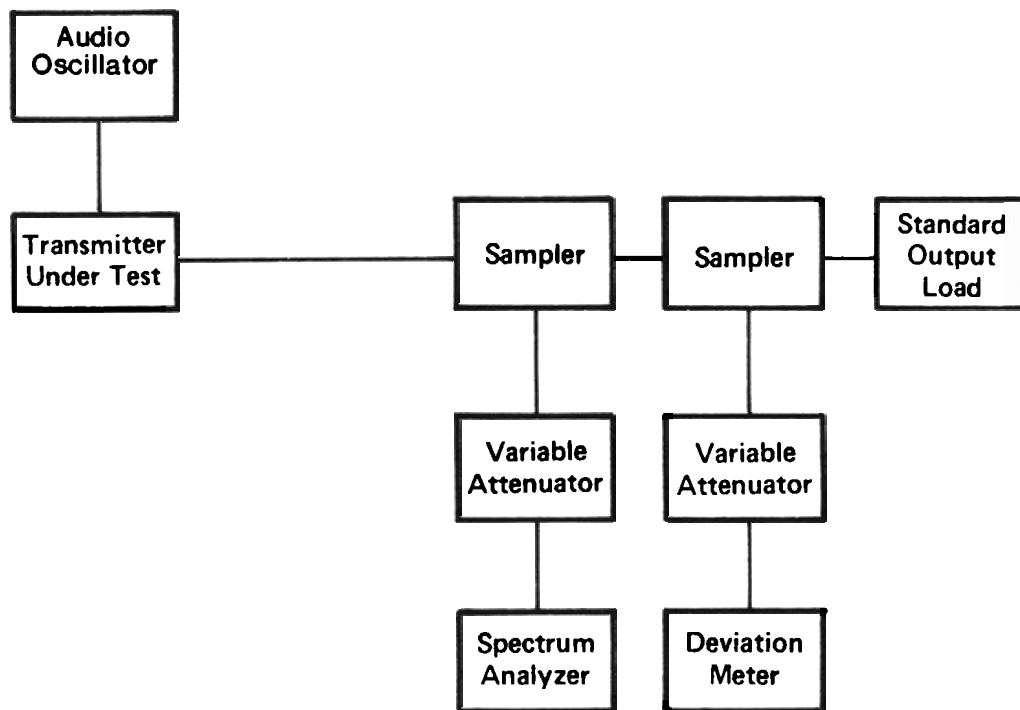 Audio
Oscillator
Transmitter
Under Test
Sampler
Sampler
Standard
Output
Load
Variable
Attenuator
Variable
Attenuator
Spectrum
Analyzer
Deviation
Meter